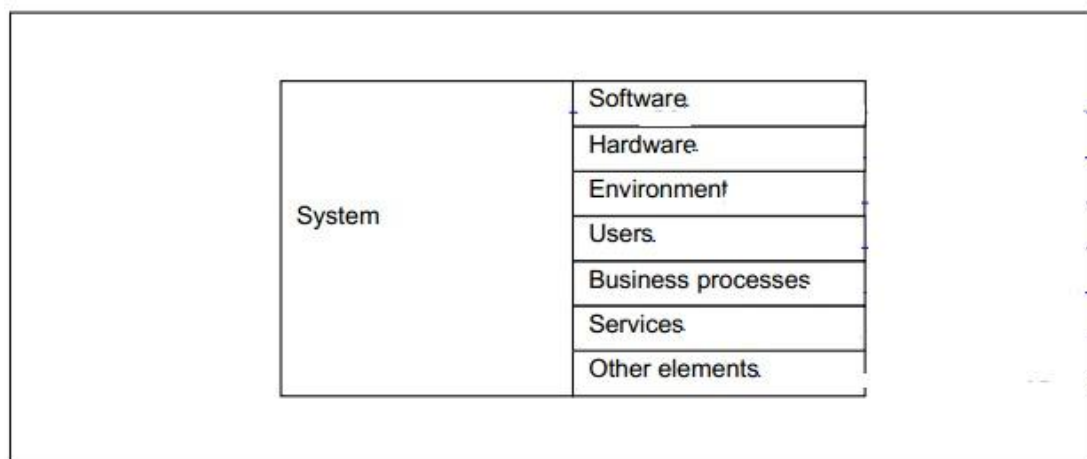 Software
Hardware
Environment
System
Users
Business processes
Services
Other elements